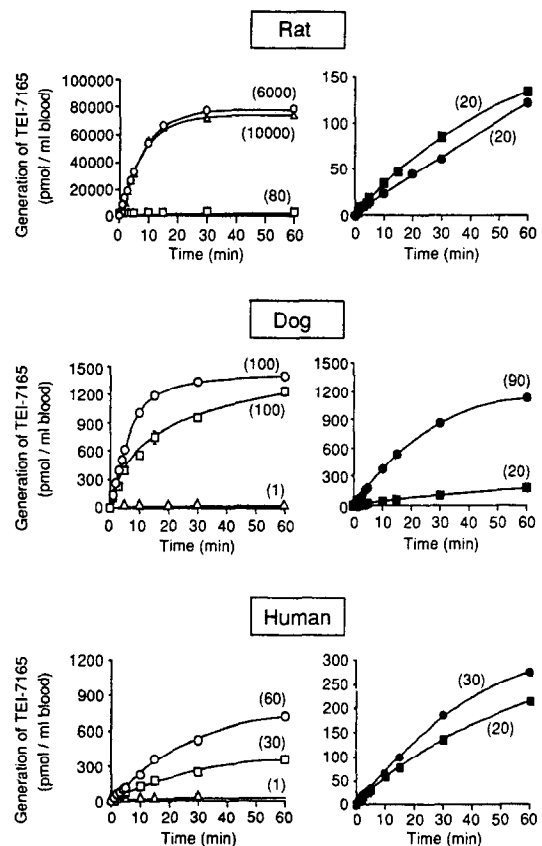 Rat
Generation of TEI-7165
(pmol / ml blood)
100000
80000
60000
40000
20000
0
(6000)
(10000)
(80)
0 10 20 30 40 50 60
Time (min)
150
100
50
0
(20)
(20)
0 10 20 30 40 50 60
Time (min)
Dog
Generation of TEI-7165
(pmol / ml blood)
1500
1200
900
600
300
0
(100)
(100)
(1)
0 10 20 30 40 50 60
Time (min)
1500
1200
900
600
300
0
(90)
(20)
0 10 20 30 40 50 60
Time (min)
Human
Generation of TEI-7165
(pmol / ml blood)
1200
900
600
300
0
(60)
(30)
(1)
0 10 20 30 40 50 60
Time (min)
300
250
200
150
100
50
0
(30)
(20)
0 10 20 30 40 50 60
Time (min)